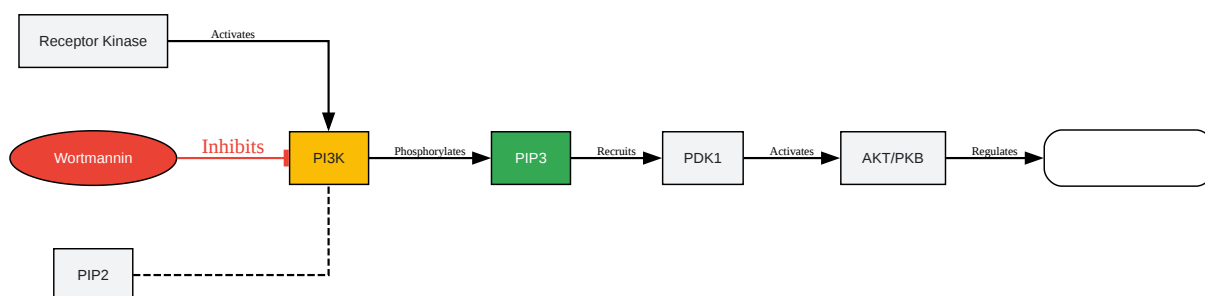 Receptor Kinase
Activates
Wortmannin
Inhibits
PI3K
Phosphorylates
PIP3
Recruits
PDK1
Activates
AKT/PKB
Regulates
PIP2